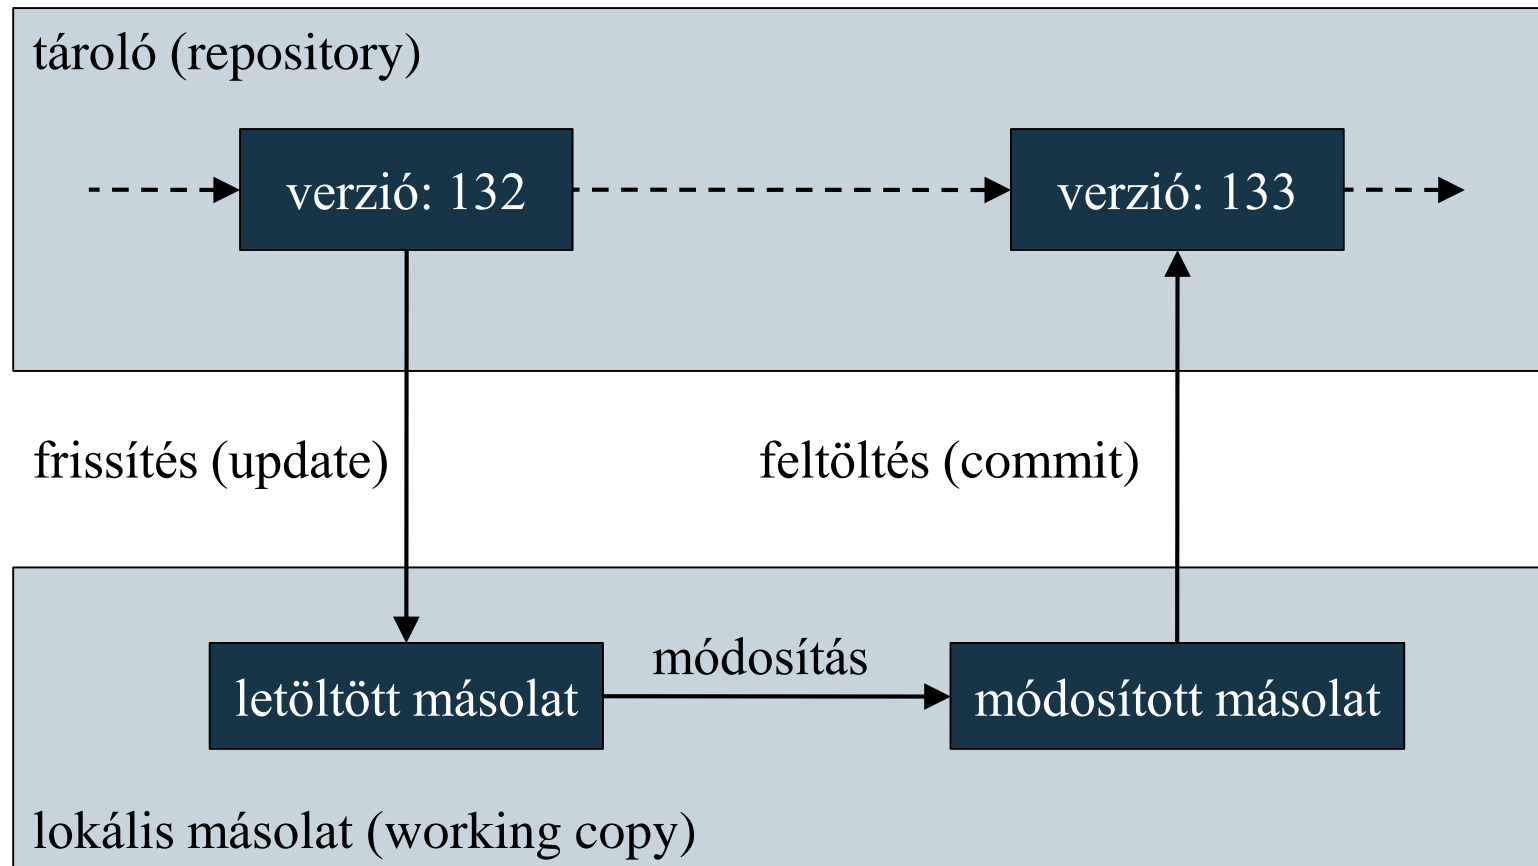 tároló (repository)
verzió: 132
verzió: 133
frissítés (update)
feltöltés (commit)
módosítás
letöltött másolat
módosított másolat
lokális másolat (working copy)